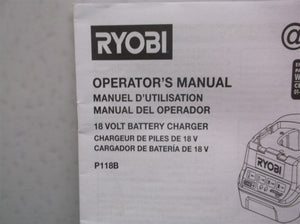 RYOBI
OPERATOR'S MANUAL
MANUEL D'UTILISATION
MANUAL DEL OPERADOR
18 VOLT BATTERY CHARGER
CHARGEUR DE PILES DE 18 V
CARGADOR DE BATERÍA DE 18 V
P118B
RYOBI